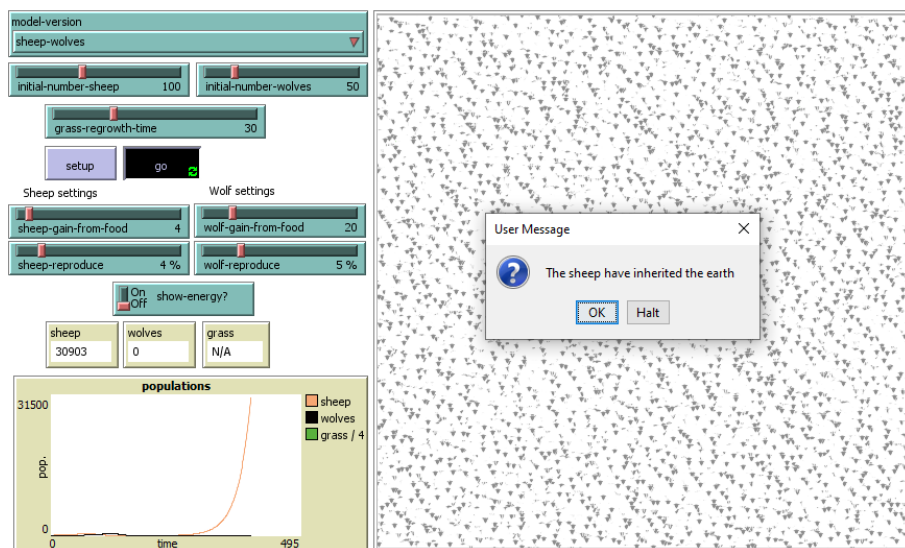 model-version
sheep-wolves
initial-number-sheep 100
initial-number-wolves 50
grass-regrowth-time 30
setup
go
Sheep settings
Wolf settings
sheep-gain-from-food 4
wolf-gain-from-food 20
sheep-reproduce 4 %
wolf-reproduce 5 %
On
Off
show-energy?
sheep
30903
wolves
0
grass
N/A
populations
31500
pop.
0
0
time
495
sheep
wolves
grass / 4
User Message
The sheep have inherited the earth
OK
Halt